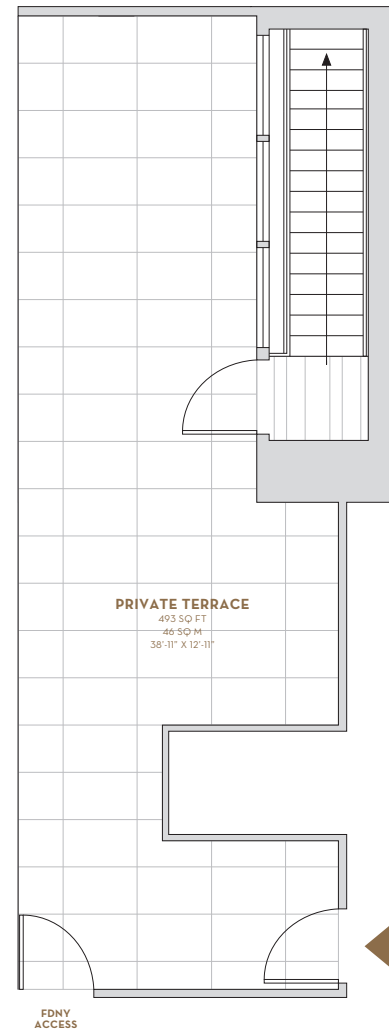 PRIVATE TERRACE
493 SQ FT
46 SQ M
38'-11" X 12'-11"
FDNY
ACCESS